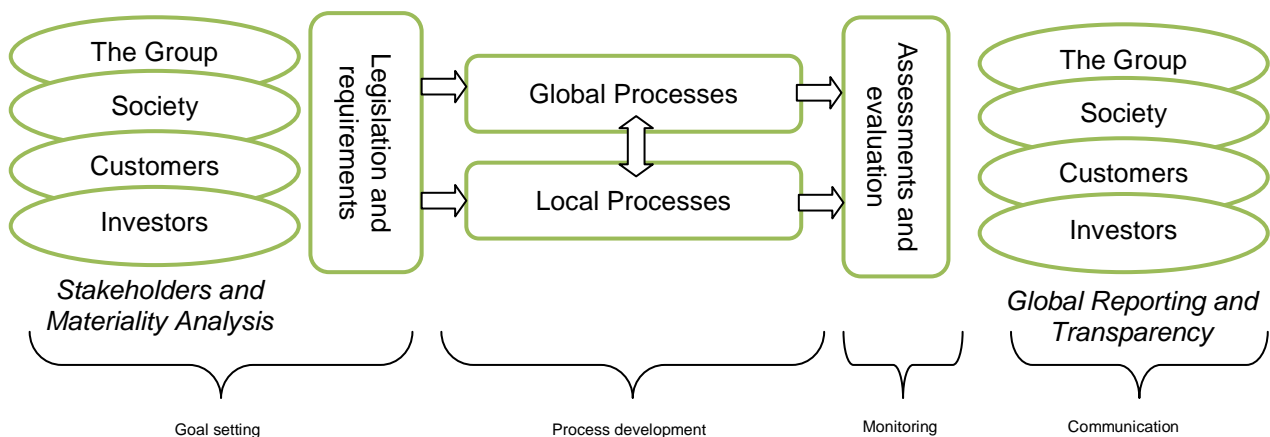 The Group
Society
Customers
Investors
Stakeholders and
Materiality Analysis
Legislation and
requirements
Global Processes
Local Processes
Assessments and
evaluation
The Group
Society
Customers
Investors
Global Reporting and
Transparency
Goal setting
Process development
Monitoring
Communication